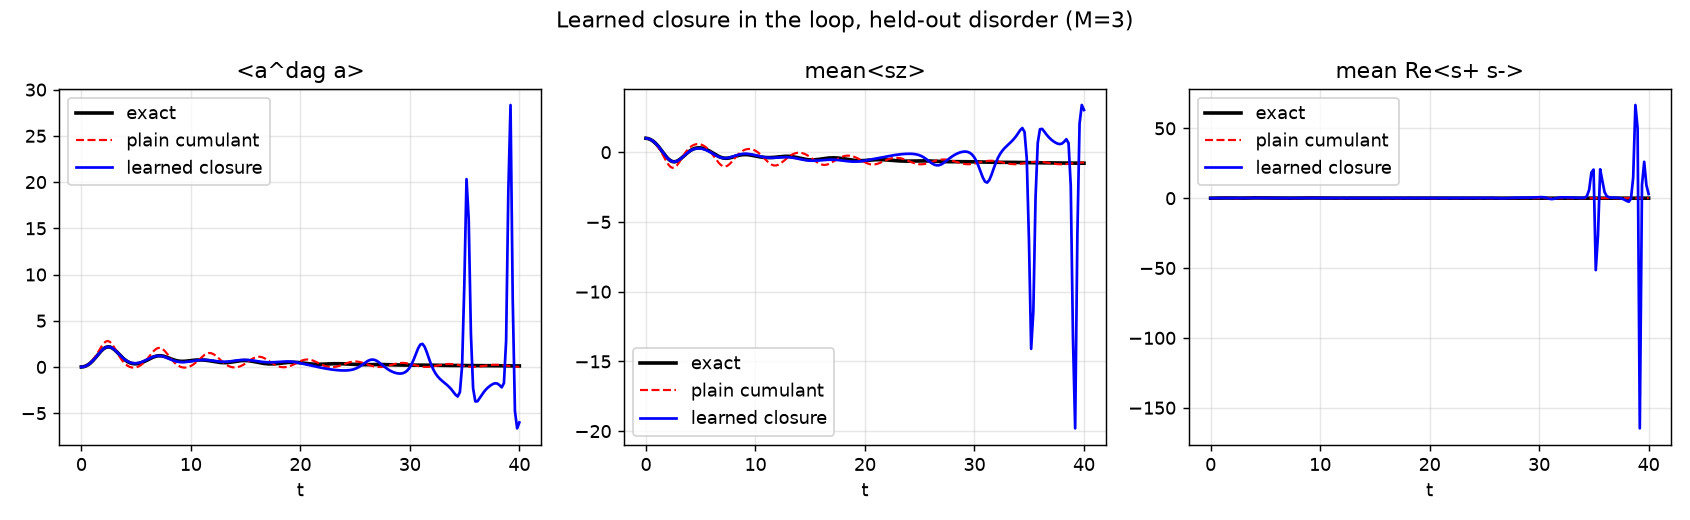 Learned closure in the loop, held-out disorder (M=3)
<a^dag a>
30
25
20
15
10
5
0
−5
exact
plain cumulant
learned closure
0
10
20
30
40
t
mean<sz>
0
−5
−10
−15
−20
exact
plain cumulant
learned closure
0
10
20
30
40
t
mean Re<s+ s->
50
0
−50
−100
−150
exact
plain cumulant
learned closure
0
10
20
30
40
t